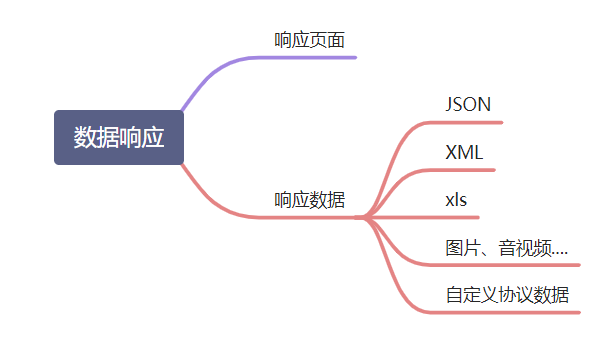 响应页面
数据响应
响应数据
JSON
XML
xls
图片、音视频....
自定义协议数据